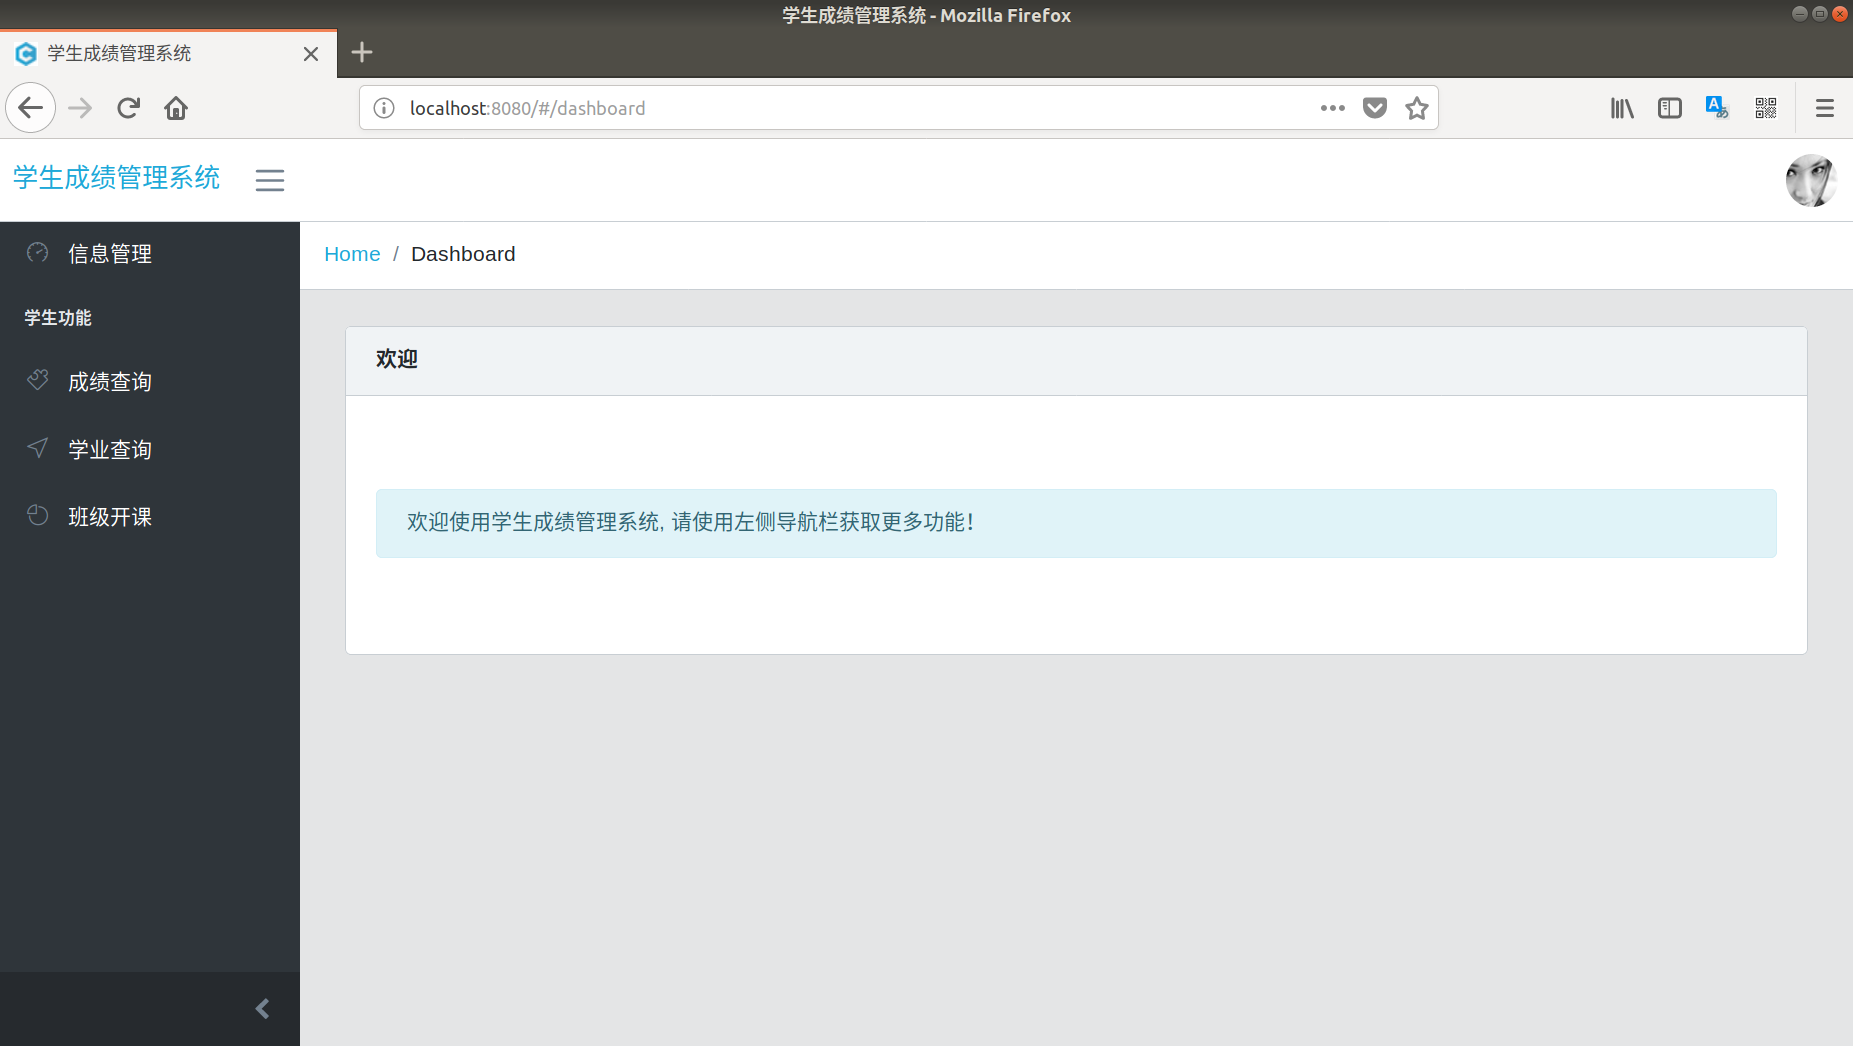 学生成绩管理系统 - Mozilla Firefox
学生成绩管理系统
localhost:8080/#/dashboard
学生成绩管理系统
信息管理
学生功能
成绩查询
学业查询
班级开课
Home / Dashboard
欢迎
欢迎使用学生成绩管理系统, 请使用左侧导航栏获取更多功能!